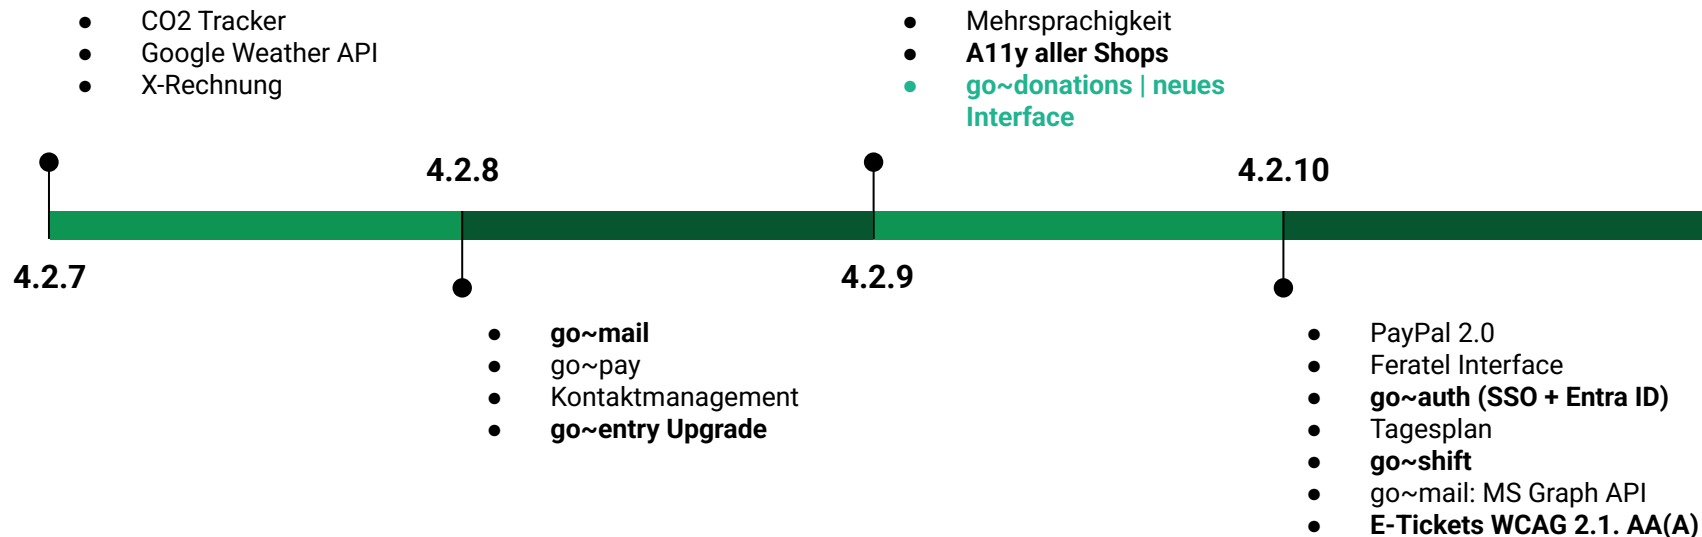 ● CO2 Tracker
● Google Weather API
● X-Rechnung
● Mehrsprachigkeit
● A11y aller Shops
● go~donations | neues
Interface
4.2.8
4.2.10
4.2.7
4.2.9
● go~mail
● go~pay
● Kontaktmanagement
● go~entry Upgrade
● PayPal 2.0
● Feratel Interface
● go~auth (SSO + Entra ID)
● Tagesplan
● go~shift
● go~mail: MS Graph API
● E-Tickets WCAG 2.1. AA(A)